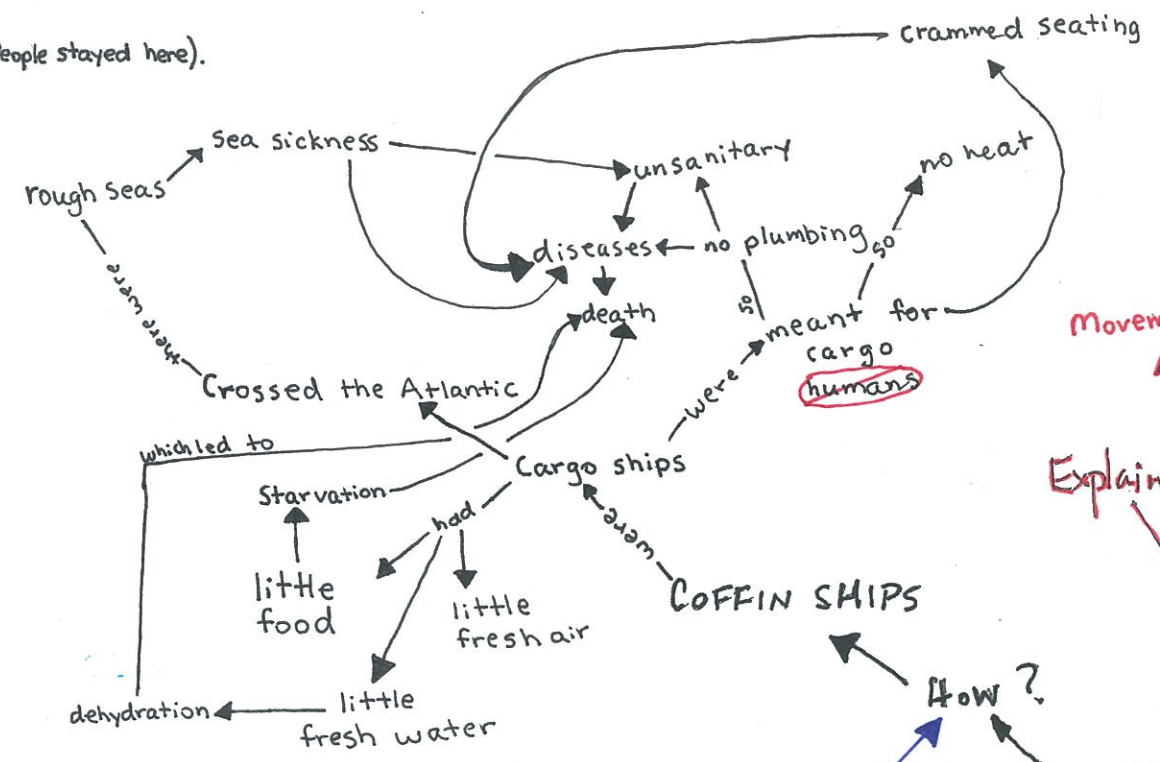 eople stayed here).
crammed seating
sea sickness
unsanitary
no heat
rough seas
diseases
no plumbing
so
so
death
meant for
cargo
humans
there were
Movem
Crossed the Atlantic
were
which led to
Cargo ships
Starvation
Explain
had
were
little
food
little
fresh air
COFFIN SHIPS
How?
dehydration
little
fresh water